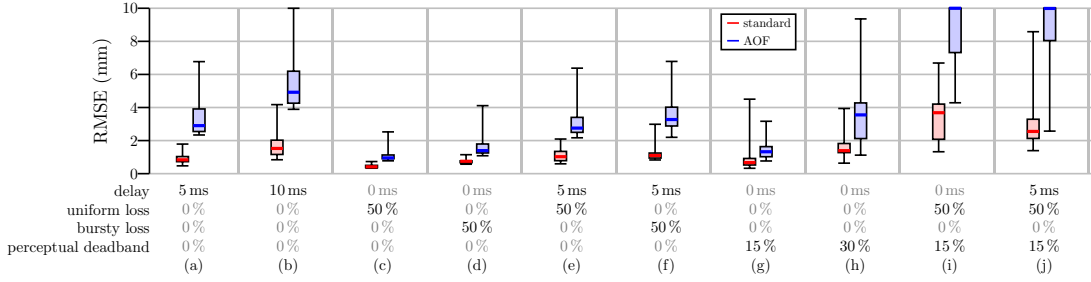 10
8
6
4
2
0
RMSE (mm)
standard
AOF
delay 5 ms 10 ms 0 ms 0 ms 5 ms 5 ms 0 ms 0 ms 0 ms 5 ms
uniform loss 0 % 0 % 50 % 0 % 50 % 0 % 0 % 0 % 50 % 50 %
bursty loss 0 % 0 % 0 % 50 % 0 % 50 % 0 % 0 % 0 % 0 %
perceptual deadband 0 % 0 % 0 % 0 % 0 % 0 % 15 % 30 % 15 % 15 %
(a) (b) (c) (d) (e) (f) (g) (h) (i) (j)